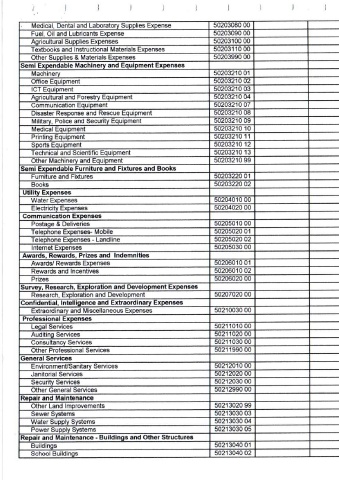 Medical, Dental and Laboratory Supplies Expense 50203080 00
Fuel, Oil and Lubricants Expense 50203090 00
Agricultural Supplies Expenses 50203100 00
Textbooks and Instructional Materials Expenses 50203110 00
Other Supplies & Materials Expenses 50203990 00
Semi Expendable Machinery and Equipment Expenses
Machinery 50203210 01
Office Equipment 50203210 02
ICT Equipment 50203210 03
Agricultural and Forestry Equipment 50203210 04
Communication Equipment 50203210 07
Disaster Response and Rescue Equipment 50203210 08
Military, Police and Security Equipment 50203210 09
Medical Equipment 50203210 10
Printing Equipment 50203210 11
Sports Equipment 50203210 12
Technical and Scientific Equipment 50203210 13
Other Machinery and Equipment 50203210 99
Semi Expendable Furniture and Fixtures and Books
Furniture and Fixtures 50203220 01
Books 50203220 02
Utility Expenses
Water Expenses 50204010 00
Electricity Expenses 50204020 00
Communication Expenses
Postage & Deliveries 50205010 00
Telephone Expenses- Mobile 50205020 01
Telephone Expenses - Landline 50205020 02
Internet Expenses 50205030 00
Awards, Rewards, Prizes and Indemnities
Awards/ Rewards Expenses 50206010 01
Rewards and Incentives 50206010 02
Prizes 50206020 00
Survey, Research, Exploration and Development Expenses
Research, Exploration and Development 50207020 00
Confidential, Intelligence and Extraordinary Expenses
Extraordinary and Miscellaneous Expenses 50210030 00
Professional Expenses
Legal Services 50211010 00
Auditing Services 50211020 00
Consultancy Services 50211030 00
Other Professional Services 50211990 00
General Services
Environment/Sanitary Services 50212010 00
Janitorial Services 50212020 00
Security Services 50212030 00
Other General Services 50212990 00
Repair and Maintenance
Other Land Improvements 50213020 99
Sewer Systems 50213030 03
Water Supply Systems 50213030 04
Power Supply Systems 50213030 05
Repair and Maintenance - Buildings and Other Structures
Buildings 50213040 01
School Buildings 50213040 02